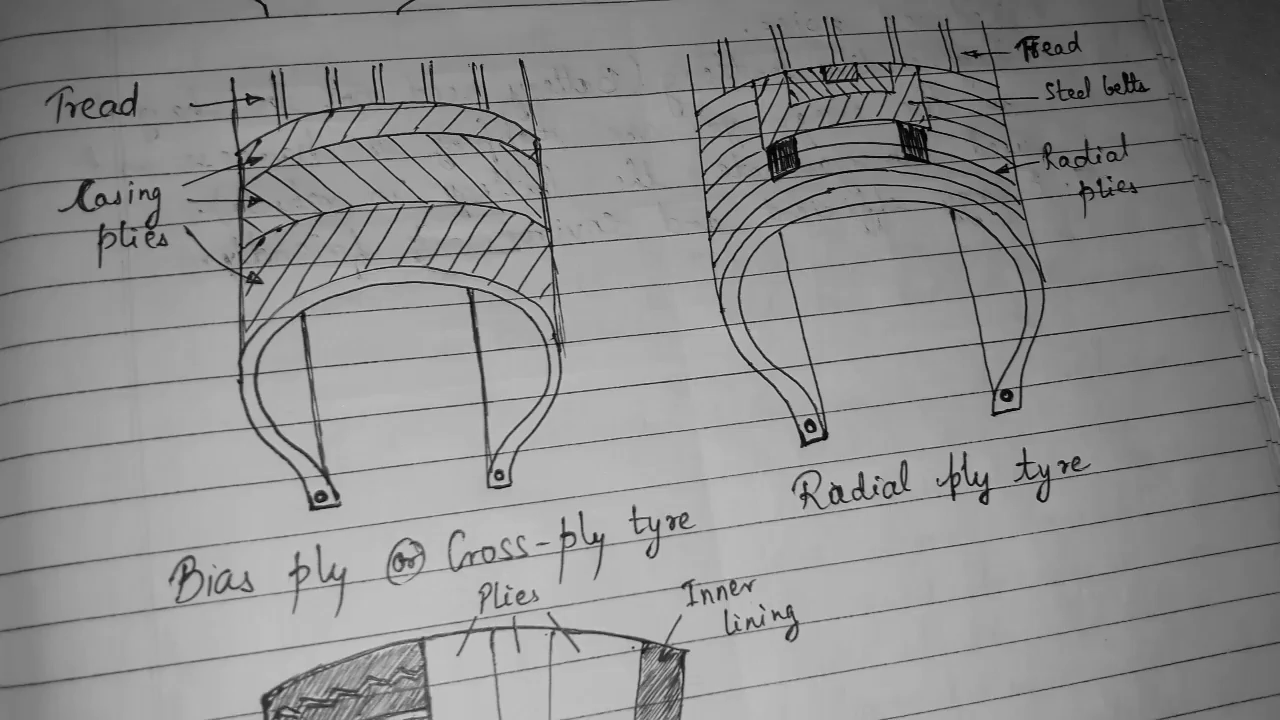 Tread
Casing
plies
Tread
Steel belts
Radial
plies
Bias ply or Cross-ply tyre
Radial ply tyre
Plies
Inner
lining